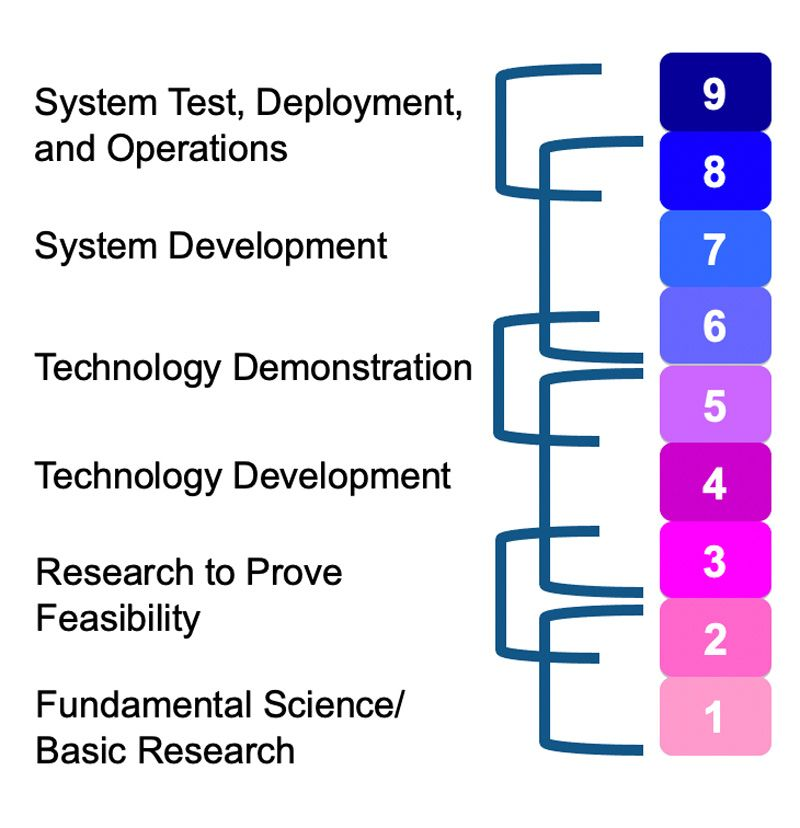 System Test, Deployment,
and Operations
System Development
Technology Demonstration
Technology Development
Research to Prove
Feasibility
Fundamental Science/
Basic Research
9
8
7
6
5
4
3
2
1